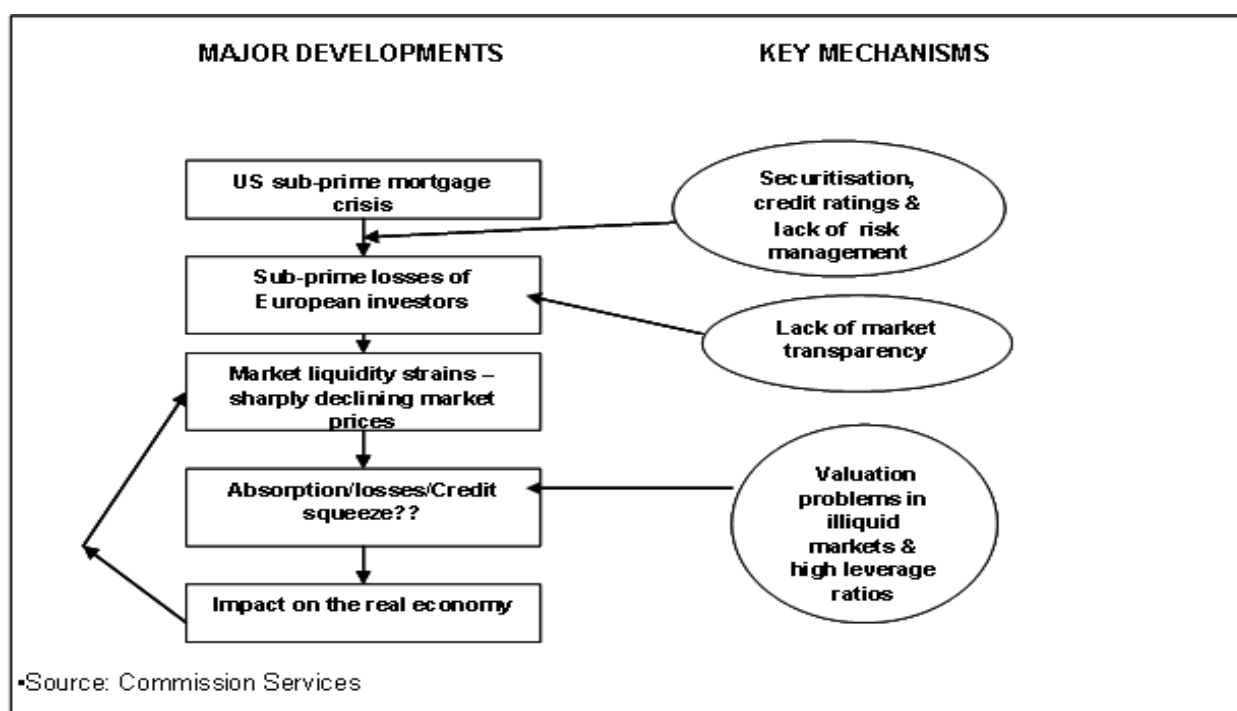 MAJOR DEVELOPMENTS
KEY MECHANISMS
US sub-prime mortgage
crisis
Securitisation,
credit ratings &
lack of risk
management
Sub-prime losses of
European investors
Lack of market
transparency
Market liquidity strains –
sharply declining market
prices
Absorption/losses/Credit
squeeze??
Valuation
problems in
illiquid
markets &
high leverage
ratios
Impact on the real economy
▪Source: Commission Services